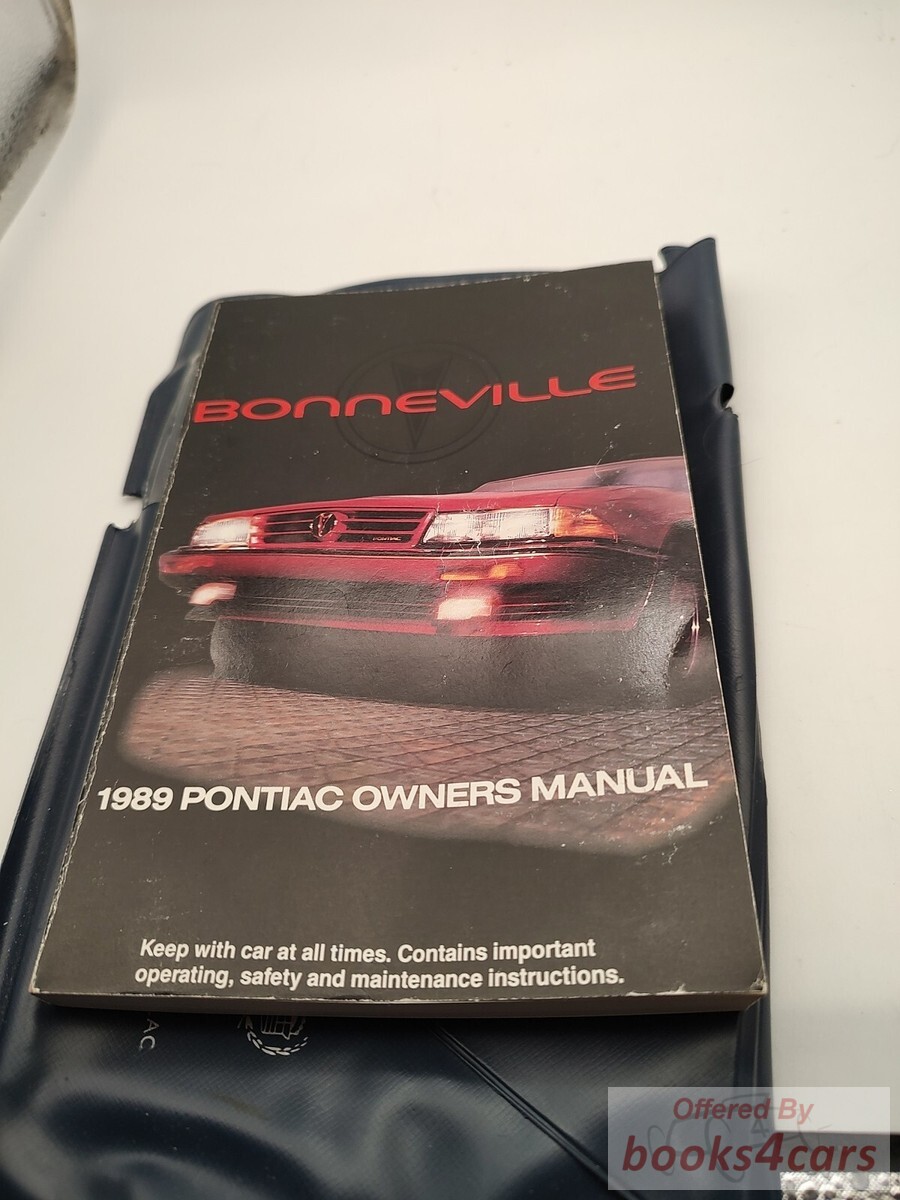 BONNEVILLE
PONTIAC
1989 PONTIAC OWNERS MANUAL
Keep with car at all times. Contains important
operating, safety and maintenance instructions.
Offered By
books4cars